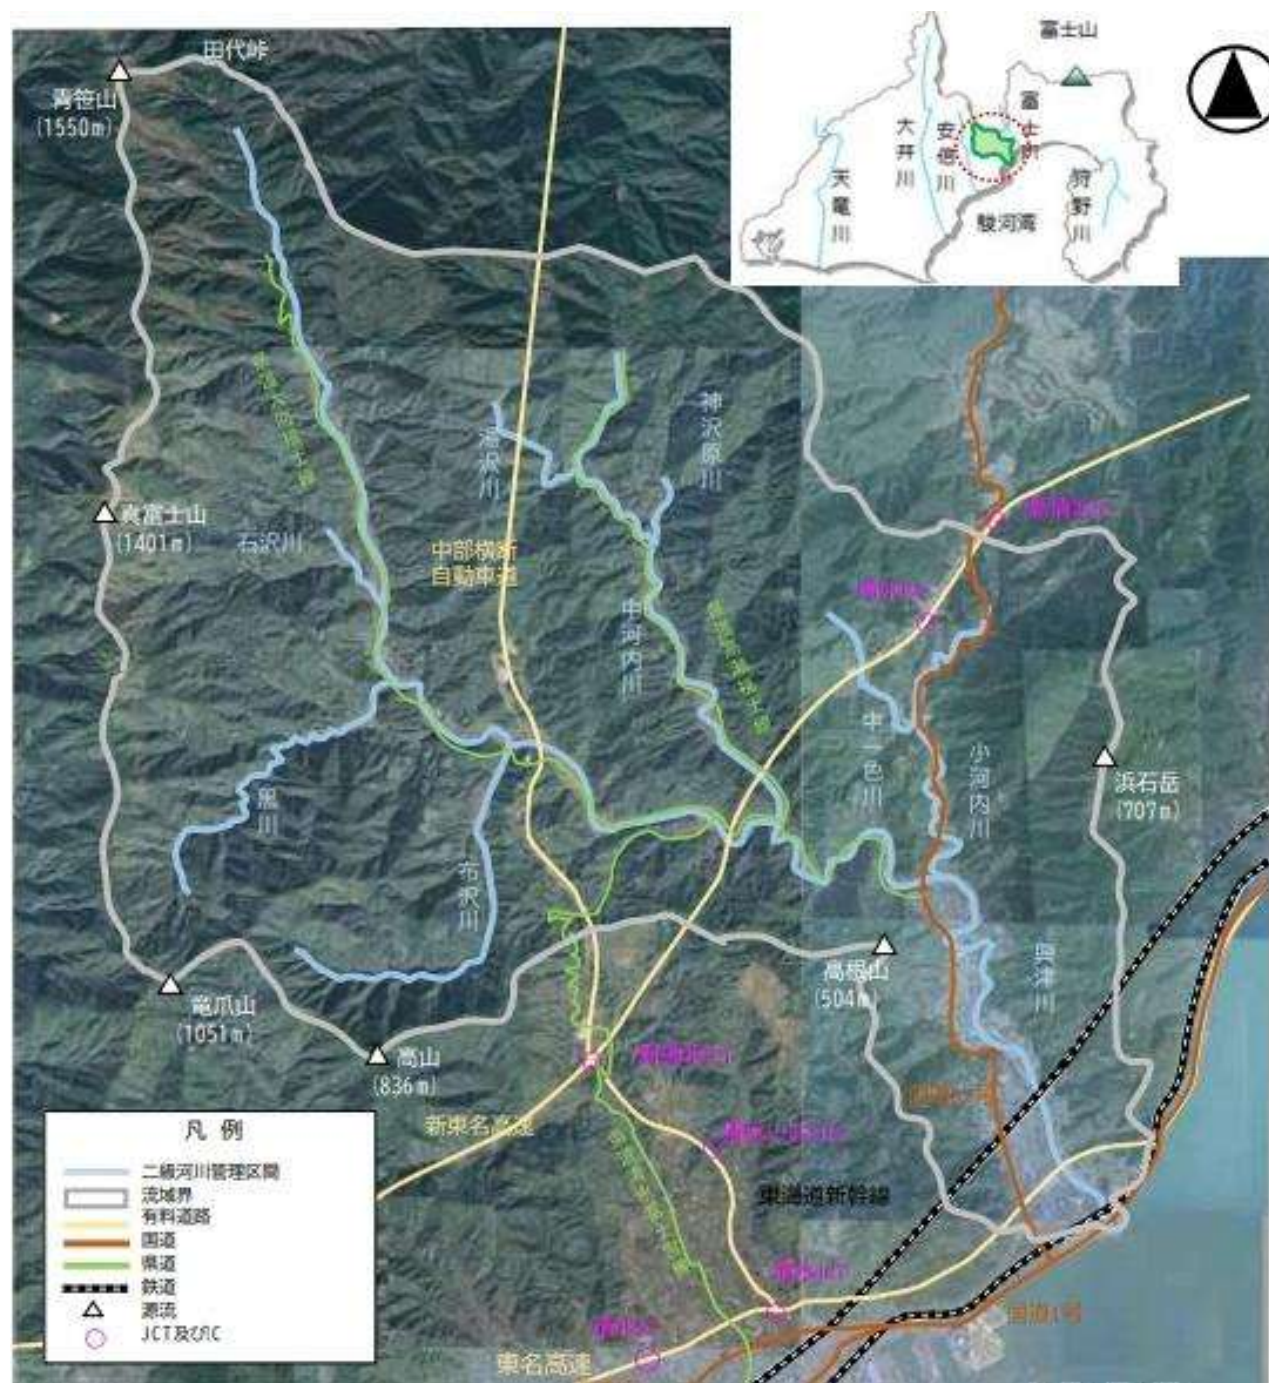 田代峠
青笹山
(1550m)
富士山
富士川
安倍川
大井川
天竜川
狩野川
駿河湾
神沢原川
真富士山
(1401m)
石沢川
中部横断
自動車道
中河内川
中一色川
小河内川
浜石岳
(707m)
黒川
布沢川
興津川
高根山
(504m)
竜爪山
(1051m)
高山
(836m)
新東名高速
東海道新幹線
国道1号
東名高速
凡 例
二級河川管理区間
流域界
有料道路
国道
県道
鉄道
源流
JCT及びIC